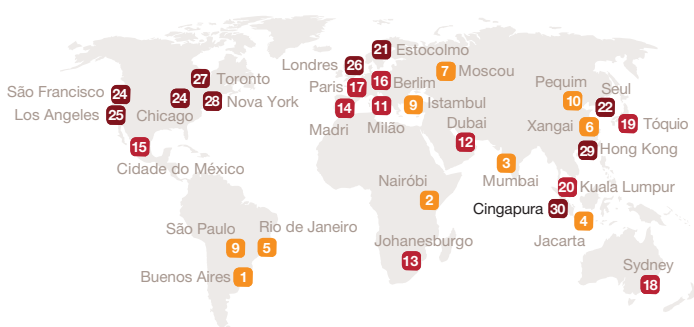 21 Estocolmo
Londres 26
27 Toronto
São Francisco 24
Los Angeles 25
24 Chicago
28 Nova York
Paris 17
16 Berlim
7 Moscou
14 Madri
11 Milão
9 Istambul
Pequim 10
Seul 22
Xangai 6
19 Tóquio
29 Hong Kong
15 Cidade do México
Dubai 12
3 Mumbai
Nairóbi 2
20 Kuala Lumpur
Cingapura 30
4 Jacarta
São Paulo 9
Rio de Janeiro 5
Johanesburgo 13
Buenos Aires 1
Sydney 18